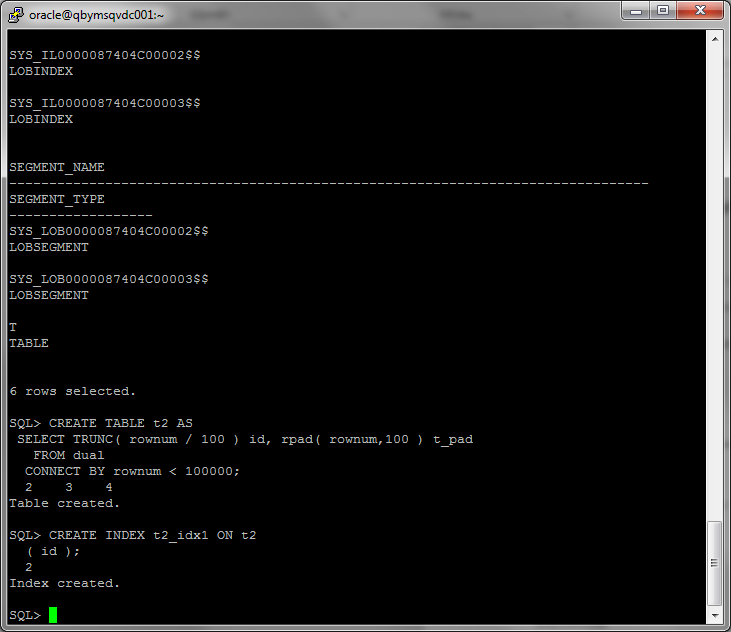 oracle@qbymsqvdc001:~
SYS_IL0000087404C00002$$
LOBINDEX
SYS_IL0000087404C00003$$
LOBINDEX
SEGMENT_NAME
--------------------------------------------------------------------------------
SEGMENT_TYPE
------------------
SYS_LOB0000087404C00002$$
LOBSEGMENT
SYS_LOB0000087404C00003$$
LOBSEGMENT
T
TABLE
6 rows selected.
SQL> CREATE TABLE t2 AS
 SELECT TRUNC( rownum / 100 ) id, rpad( rownum,100 ) t_pad
   FROM dual
  CONNECT BY rownum < 100000;
  2    3    4
Table created.
SQL> CREATE INDEX t2_idx1 ON t2
  ( id );
  2
Index created.
SQL>